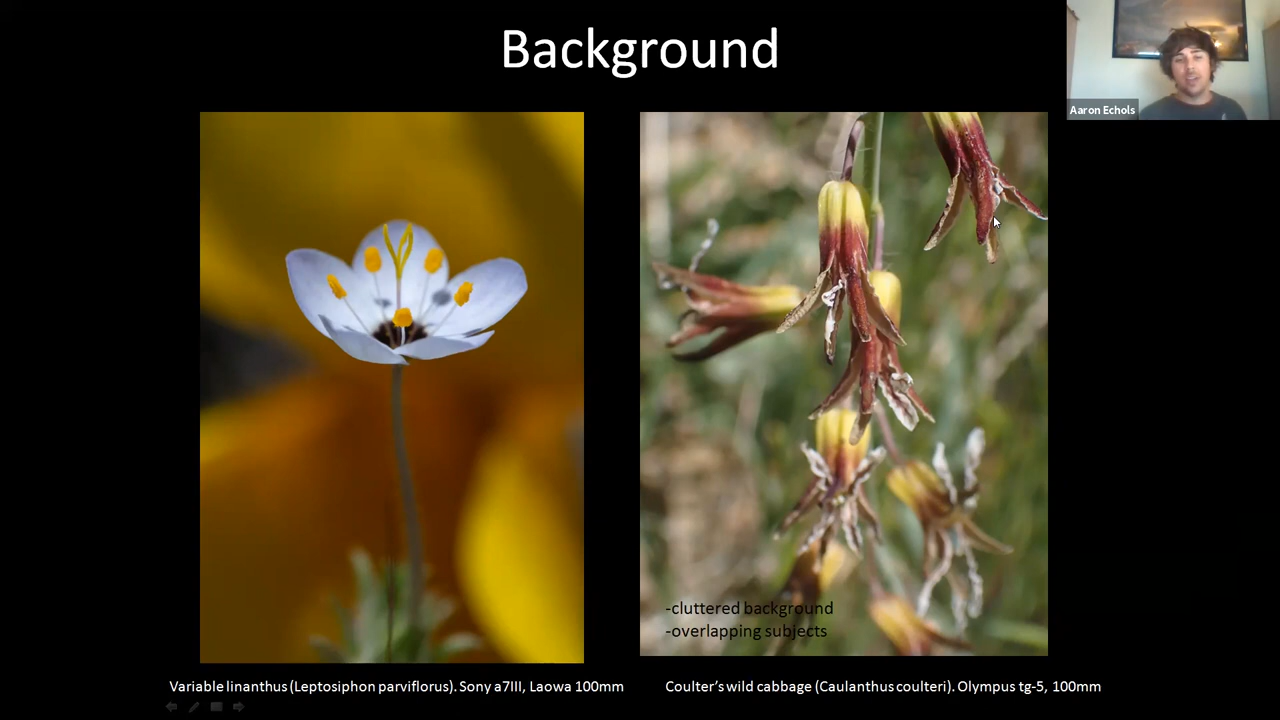 Background
Aaron Echols
-cluttered background
-overlapping subjects
Variable linanthus (Leptosiphon parviflorus). Sony a7III, Laowa 100mm
Coulter's wild cabbage (Caulanthus coulteri). Olympus tg-5, 100mm